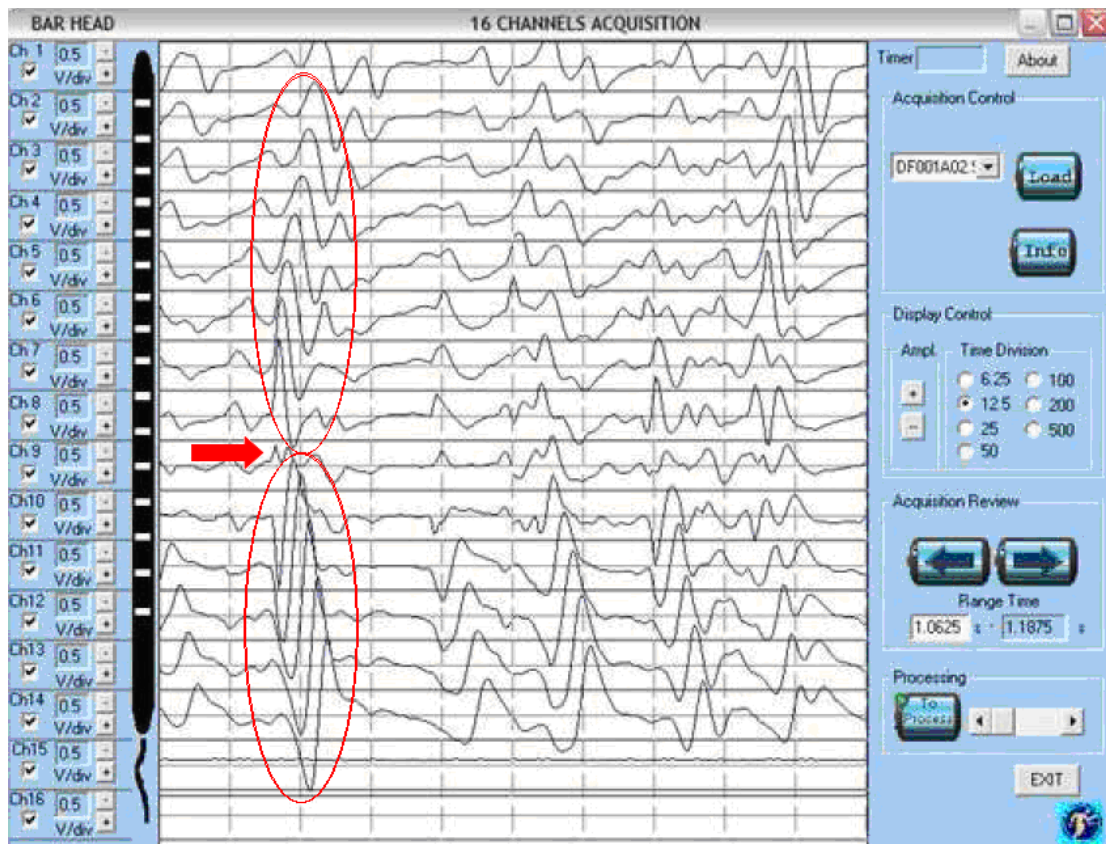 BAR HEAD
16 CHANNELS ACQUISITION
Ch 1 0.5 -
V/div +
Ch 2 0.5 -
V/div +
Ch 3 0.5 -
V/div +
Ch 4 0.5 -
V/div +
Ch 5 0.5 -
V/div +
Ch 6 0.5 -
V/div +
Ch 7 0.5 -
V/div +
Ch 8 0.5 -
V/div +
Ch 9 0.5 -
V/div +
Ch10 0.5 -
V/div +
Ch11 0.5 -
V/div +
Ch12 0.5 -
V/div +
Ch13 0.5 -
V/div +
Ch14 0.5 -
V/div +
Ch15 0.5 -
V/div +
Ch16 0.5 -
V/div +
Timer
About
Acquisition Control
Load
Info
Display Control
Ampl.
+
-
Time Division
6.25 100
12.5 200
25 500
50
Acquisition Review
Range Time
1.0625 s - 1.1875 s
Processing
To
Process
EXIT